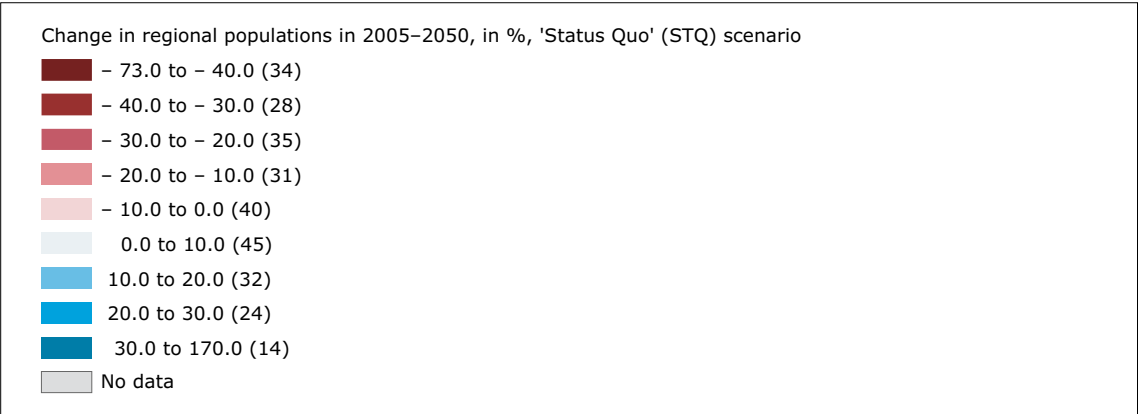 Change in regional populations in 2005–2050, in %, 'Status Quo' (STQ) scenario
– 73.0 to – 40.0 (34)
– 40.0 to – 30.0 (28)
– 30.0 to – 20.0 (35)
– 20.0 to – 10.0 (31)
– 10.0 to 0.0 (40)
0.0 to 10.0 (45)
10.0 to 20.0 (32)
20.0 to 30.0 (24)
30.0 to 170.0 (14)
No data